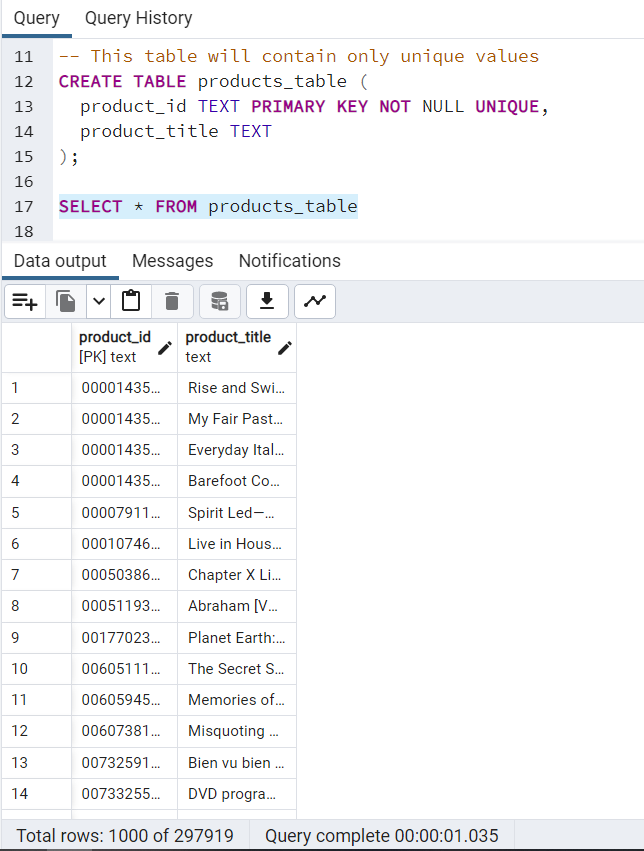 Query Query History
11 -- This table will contain only unique values
12 CREATE TABLE products_table (
13 product_id TEXT PRIMARY KEY NOT NULL UNIQUE,
14 product_title TEXT
15 );
16
17 SELECT * FROM products_table
18
Data output Messages Notifications
product_id product_title
[PK] text text
1 00001435... Rise and Swi...
2 00001435... My Fair Past...
3 00001435... Everyday Ital...
4 00001435... Barefoot Co...
5 00007911... Spirit Led—...
6 00010746... Live in Hous...
7 00050386... Chapter X Li...
8 00051193... Abraham [V...
9 00177023... Planet Earth:...
10 00605111... The Secret S...
11 00605945... Memories of...
12 00607381... Misquoting ...
13 00732591... Bien vu bien ...
14 00733255... DVD progra...
Total rows: 1000 of 297919 Query complete 00:00:01.035